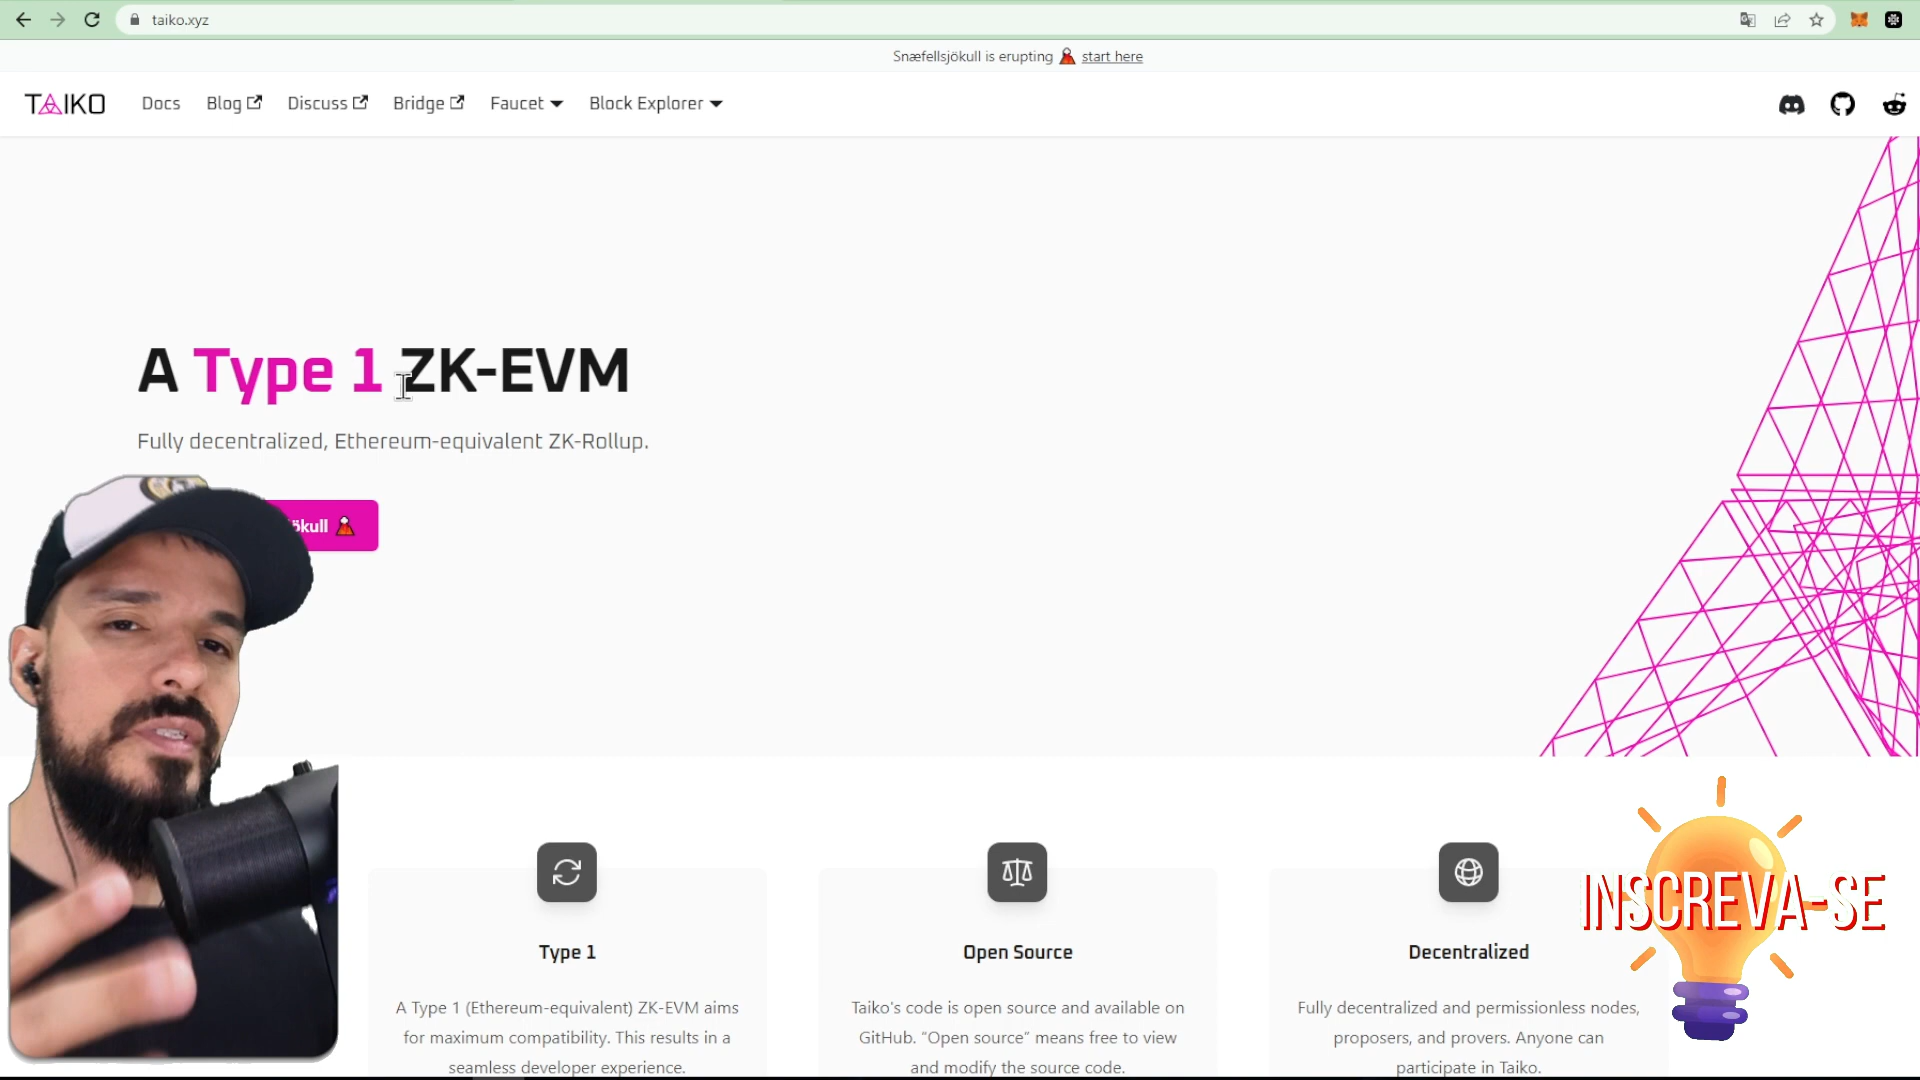 taiko.xyz
Snæfellsjökull is erupting start here
TAIKO Docs Blog Discuss Bridge Faucet Block Explorer
A Type 1 ZK-EVM
Fully decentralized, Ethereum-equivalent ZK-Rollup.
ökull
INSCREVA-SE
Type 1
A Type 1 (Ethereum-equivalent) ZK-EVM aims
for maximum compatibility. This results in a
seamless developer experience.
Open Source
Taiko's code is open source and available on
GitHub. “Open source” means free to view
and modify the source code.
Decentralized
Fully decentralized and permissionless nodes,
proposers, and provers. Anyone can
participate in Taiko.